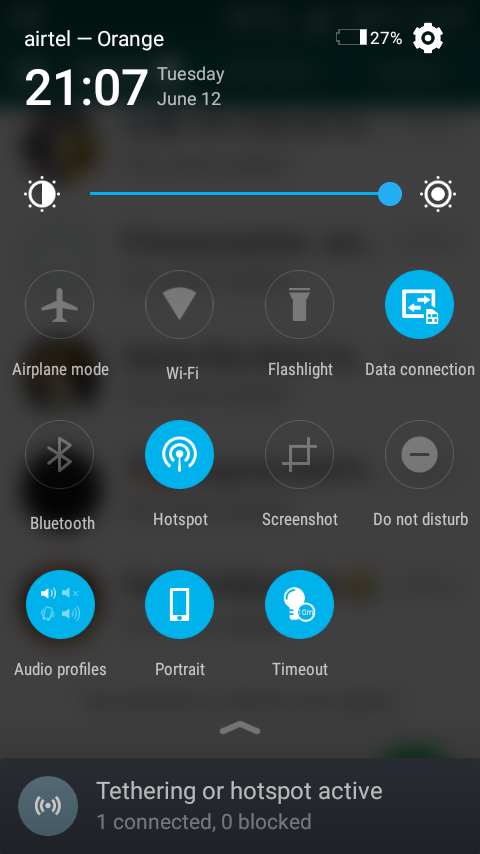 airtel — Orange
27%
21:07
Tuesday
June 12
Airplane mode
Wi-Fi
Flashlight
Data connection
Bluetooth
Hotspot
Screenshot
Do not disturb
Audio profiles
Portrait
Timeout
Tethering or hotspot active
1 connected, 0 blocked